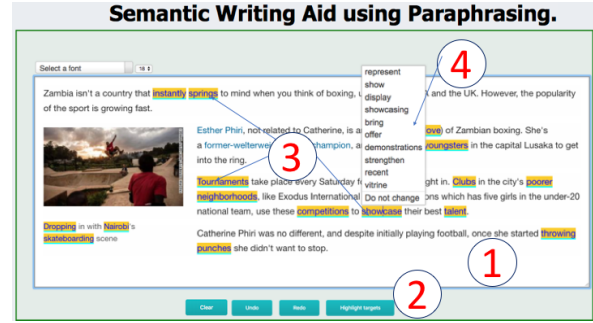 Semantic Writing Aid using Paraphrasing.
Select a font 18
Zambia isn't a country that instantly springs to mind when you think of boxing, A and the UK. However, the popularity
of the sport is growing fast.
represent
show
display
showcasing
bring
offer
demonstrations
strengthen
recent
vitrine
Do not change
4
Esther Phiri, not related to Catherine, is a ove) of Zambian boxing. She's
a former-welterwe champion, a youngsters in the capital Lusaka to get
into the ring.
3
Tournaments take place every Saturday ght in. Clubs in the city's poorer
neighborhoods, like Exodus International ons which has five girls in the under-20
national team, use these competitions to showcase their best talent.
Dropping in with Nairobi's
skateboarding scene
Catherine Phiri was no different, and despite initially playing football, once she started throwing
punches she didn't want to stop.
1
2
Clear Undo Redo Highlight targets